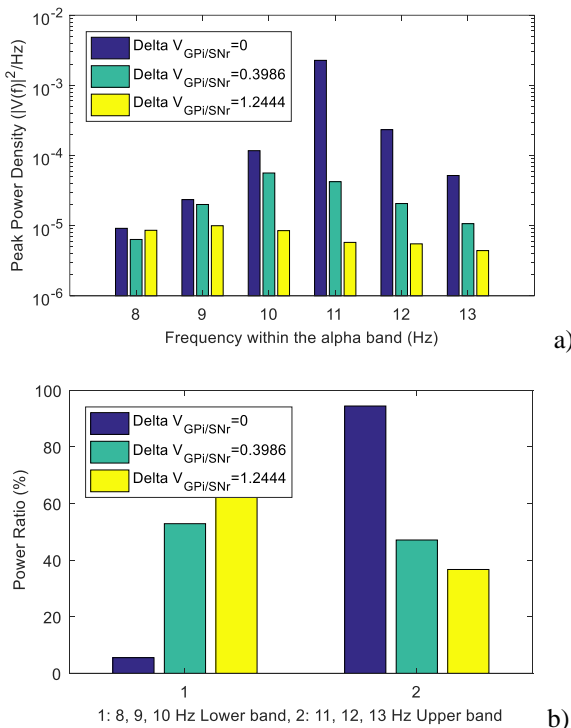 10^-2
10^-3
10^-4
10^-5
10^-6
Peak Power Density (|V(f)|^2/Hz)
Delta V_GPi/SNr=0
Delta V_GPi/SNr=0.3986
Delta V_GPi/SNr=1.2444
8 9 10 11 12 13
Frequency within the alpha band (Hz)
a)
100
80
60
40
20
0
Power Ratio (%)
Delta V_GPi/SNr=0
Delta V_GPi/SNr=0.3986
Delta V_GPi/SNr=1.2444
1 2
1: 8, 9, 10 Hz Lower band, 2: 11, 12, 13 Hz Upper band
b)